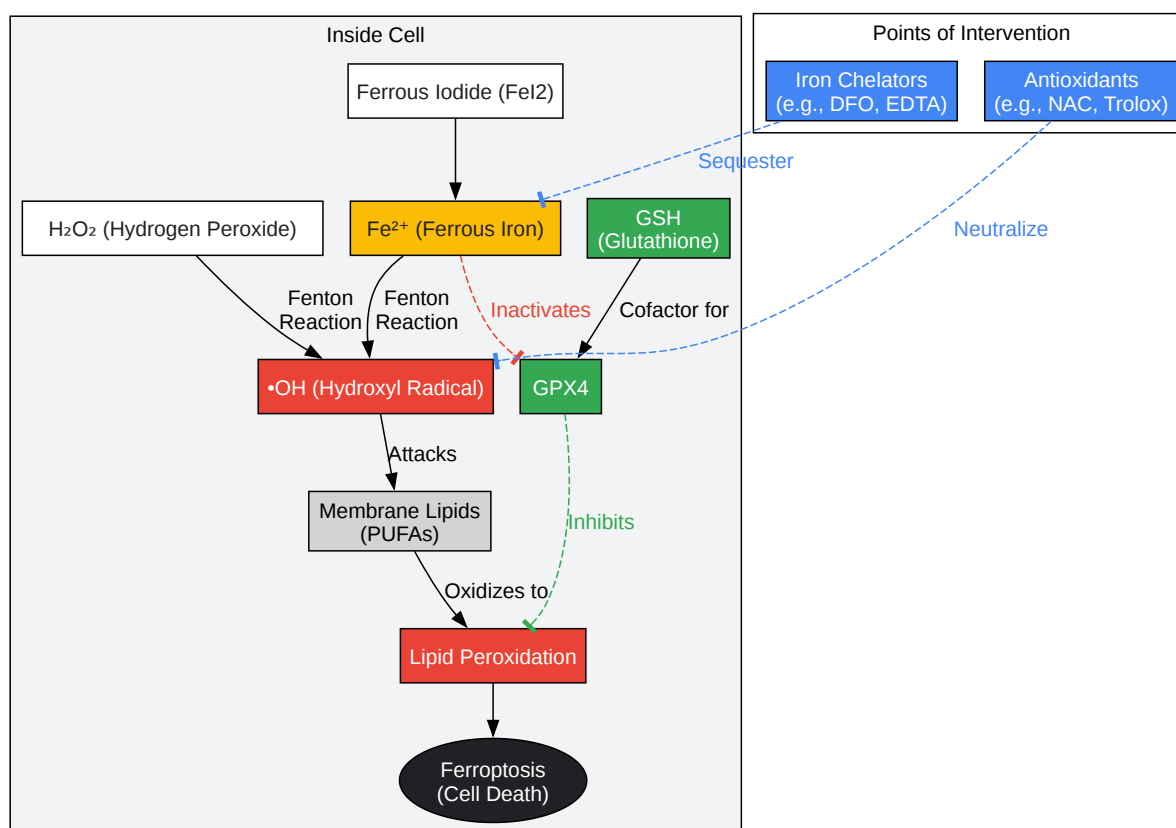 Inside Cell
Points of Intervention
Ferrous Iodide (FeI2)
Iron Chelators
(e.g., DFO, EDTA)
Antioxidants
(e.g., NAC, Trolox)
Sequester
H₂O₂ (Hydrogen Peroxide)
Fe²⁺ (Ferrous Iron)
GSH
(Glutathione)
Neutralize
Fenton
Reaction
Fenton
Reaction
Inactivates
Cofactor for
•OH (Hydroxyl Radical)
GPX4
Attacks
Membrane Lipids
(PUFAs)
Inhibits
Oxidizes to
Lipid Peroxidation
Ferroptosis
(Cell Death)